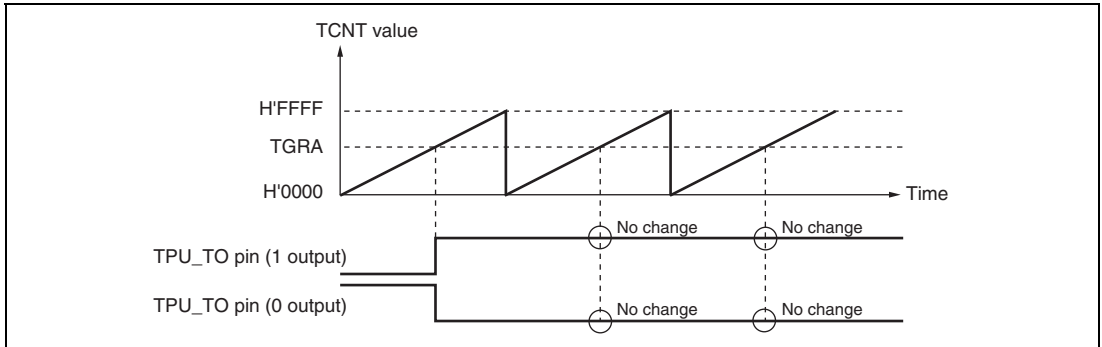 TCNT value
H'FFFF
TGRA
H'0000
Time
No change
No change
TPU_TO pin (1 output)
TPU_TO pin (0 output)
No change
No change